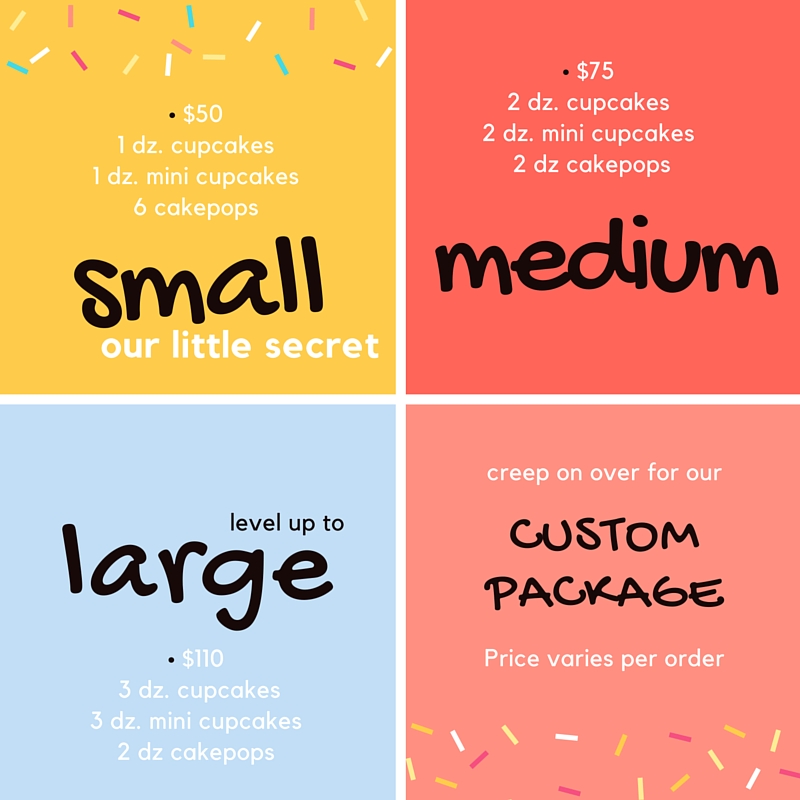 • $50
1 dz. cupcakes
1 dz. mini cupcakes
6 cakepops
small
our little secret
• $75
2 dz. cupcakes
2 dz. mini cupcakes
2 dz cakepops
medium
level up to
large
• $110
3 dz. cupcakes
3 dz. mini cupcakes
2 dz cakepops
creep on over for our
CUSTOM
PACKAGE
Price varies per order